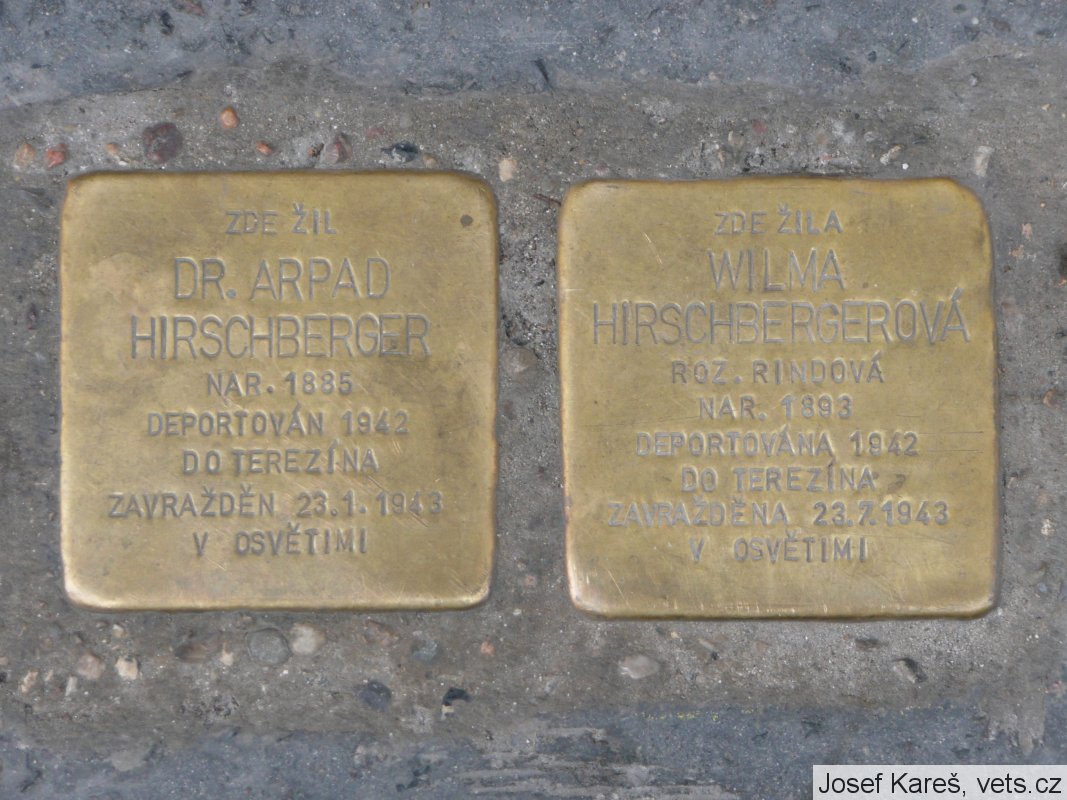 ZDE ŽIL
DR. ARPAD
HIRSCHBERGER
NAR. 1885
DEPORTOVÁN 1942
DO TEREZÍNA
ZAVRAŽDĚN 23.1.1943
V OSVĚTIMI
ZDE ŽILA
WILMA
HIRSCHBERGEROVÁ
ROZ. RINDOVÁ
NAR. 1893
DEPORTOVÁNA 1942
DO TEREZÍNA
ZAVRAŽDĚNA 23.7.1943
V OSVĚTIMI
Josef Kareš, vets.cz